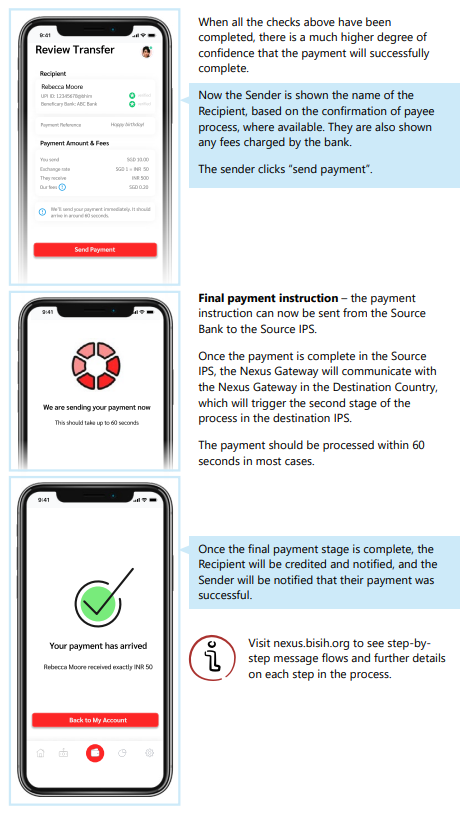 9:41
Review Transfer
Recipient
Rebecca Moore
UPI ID: 12345678@bhim verified
Beneficiary Bank: ABC Bank verified
Payment Reference Happy birthday!
Payment Amount & Fees
You send SGD 10.00
Exchange rate SGD 1 = INR 50
They receive INR 500
Our fees SGD 0.20
We'll send your payment immediately. It should
arrive in around 60 seconds.
Send Payment
When all the checks above have been
completed, there is a much higher degree of
confidence that the payment will successfully
complete.
Now the Sender is shown the name of the
Recipient, based on the confirmation of payee
process, where available. They are also shown
any fees charged by the bank.
The sender clicks “send payment”.
9:41
We are sending your payment now
This should take up to 60 seconds
Final payment instruction – the payment
instruction can now be sent from the Source
Bank to the Source IPS.
Once the payment is complete in the Source
IPS, the Nexus Gateway will communicate with
the Nexus Gateway in the Destination Country,
which will trigger the second stage of the
process in the destination IPS.
The payment should be processed within 60
seconds in most cases.
9:41
Your payment has arrived
Rebecca Moore received exactly INR 50
Back to My Account
Once the final payment stage is complete, the
Recipient will be credited and notified, and the
Sender will be notified that their payment was
successful.
Visit nexus.bisih.org to see step-by-
step message flows and further details
on each step in the process.